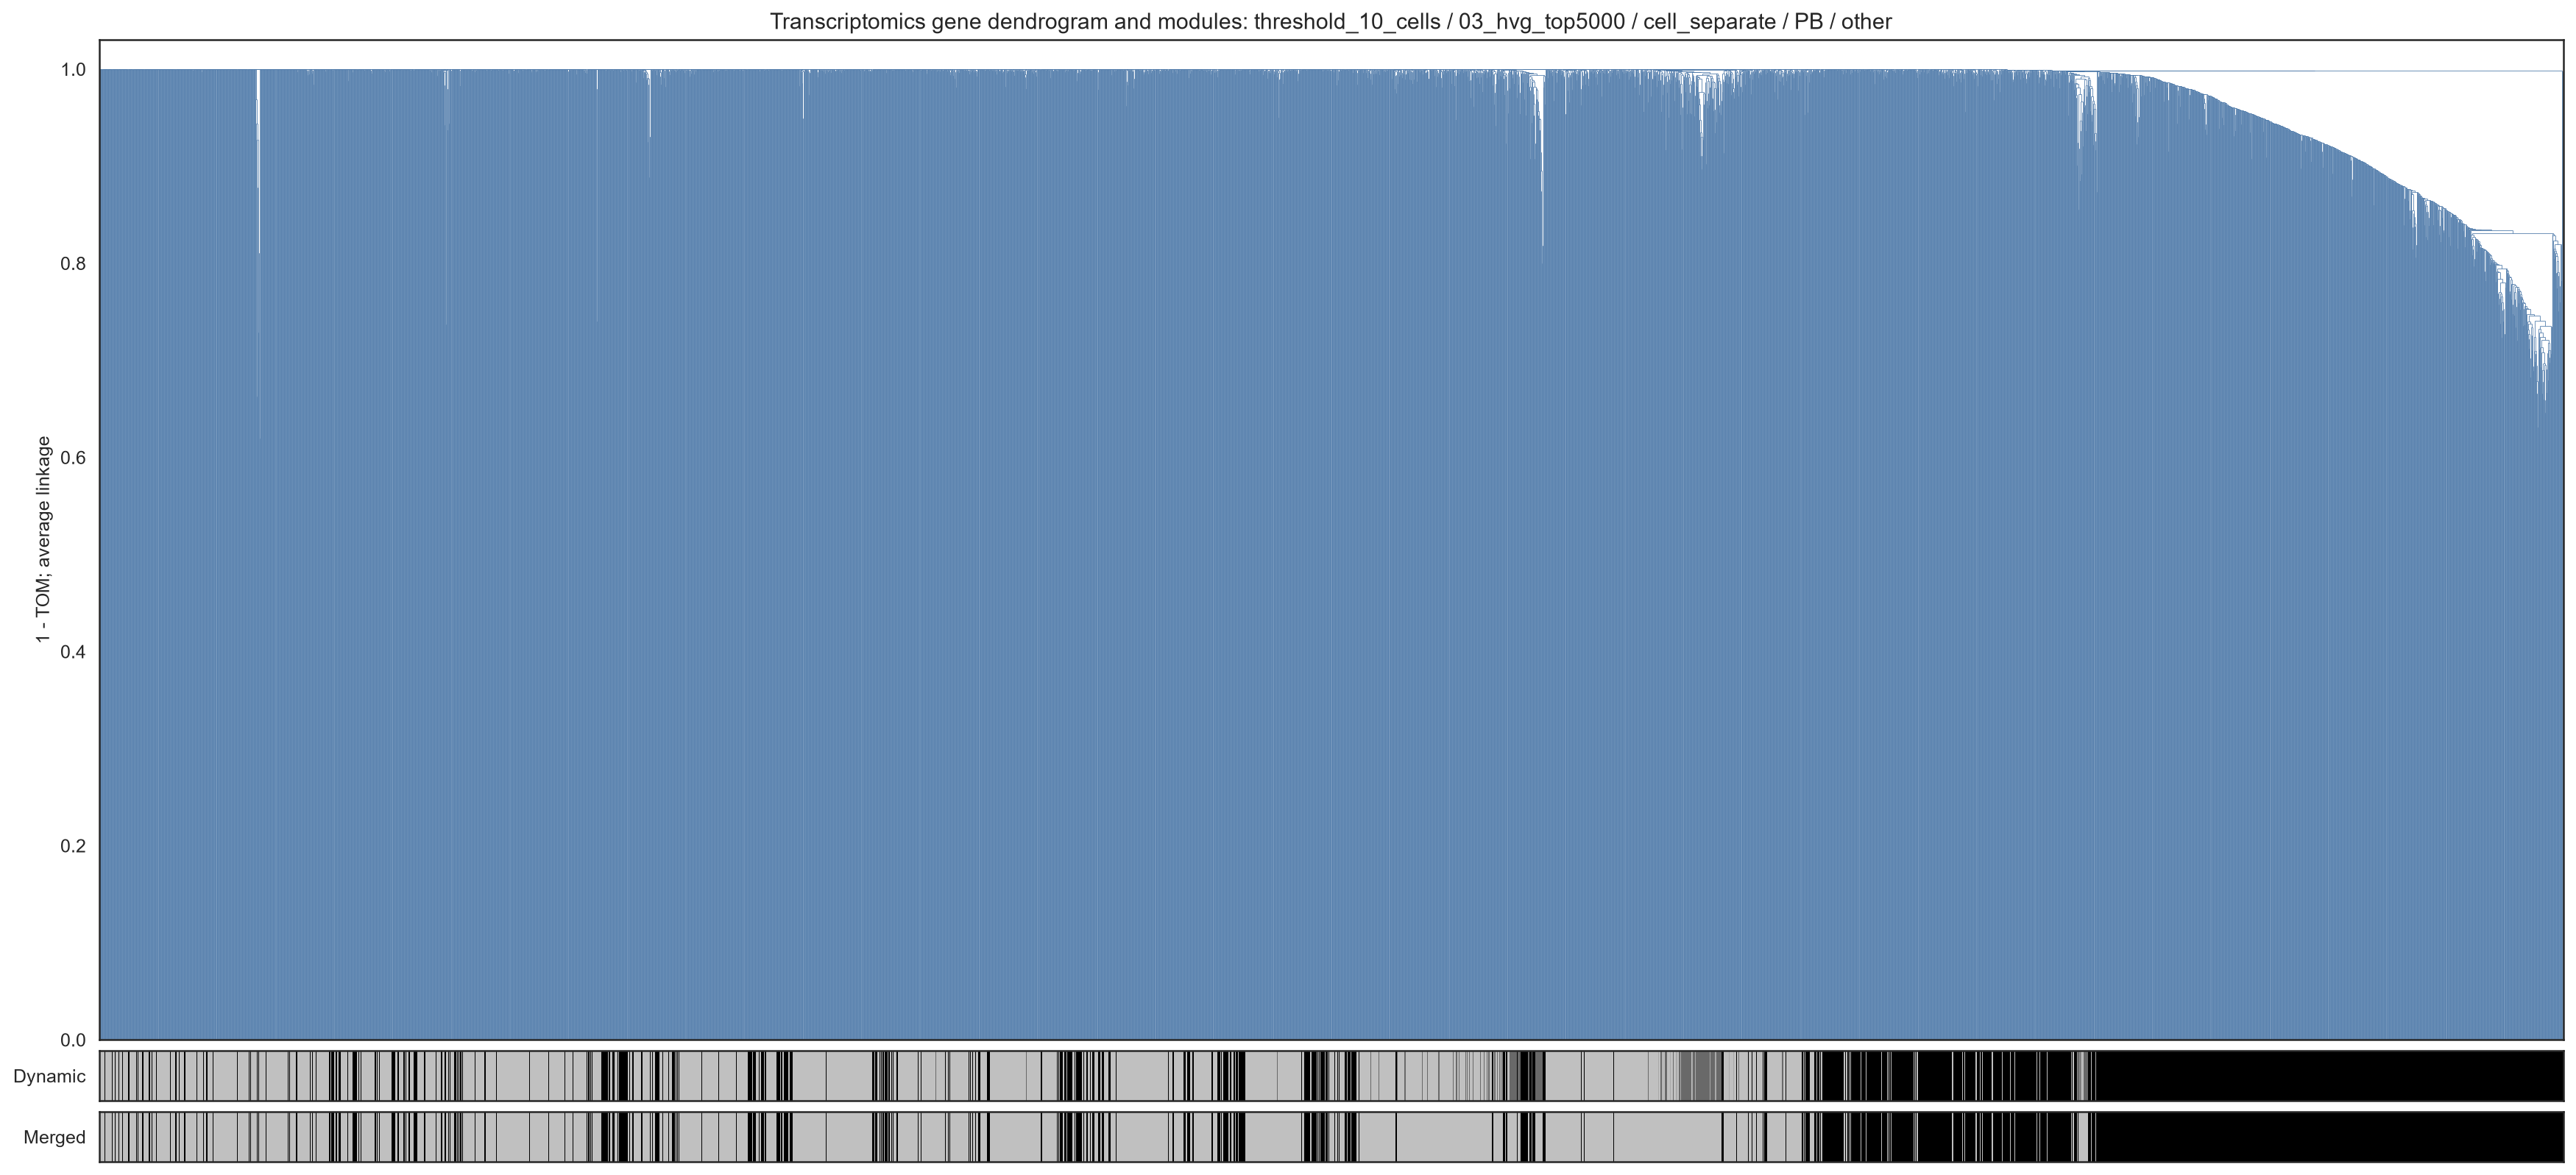 Transcriptomics gene dendrogram and modules: threshold_10_cells / 03_hvg_top5000 / cell_separate / PB / other
1.0
0.8
0.6
0.4
0.2
0.0
1 - TOM; average linkage
Dynamic
Merged